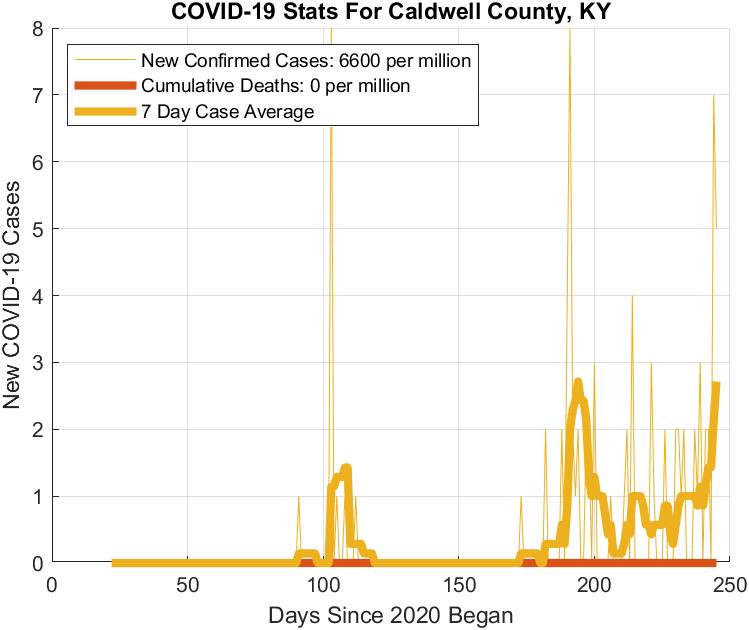 COVID-19 Stats For Caldwell County, KY
New Confirmed Cases: 6600 per million
Cumulative Deaths: 0 per million
7 Day Case Average
New COVID-19 Cases
8
7
6
5
4
3
2
1
0
0 50 100 150 200 250
Days Since 2020 Began